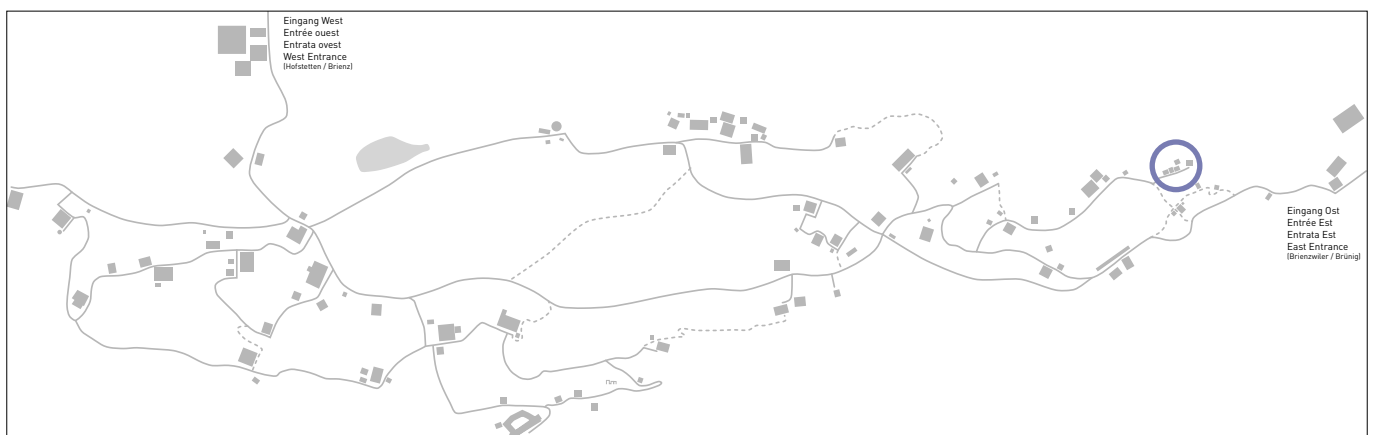 Eingang West
Entrée ouest
Entrata ovest
West Entrance
(Hofstetten / Brienz)
Eingang Ost
Entrée Est
Entrata Est
East Entrance
(Brienzwiler / Brünig)